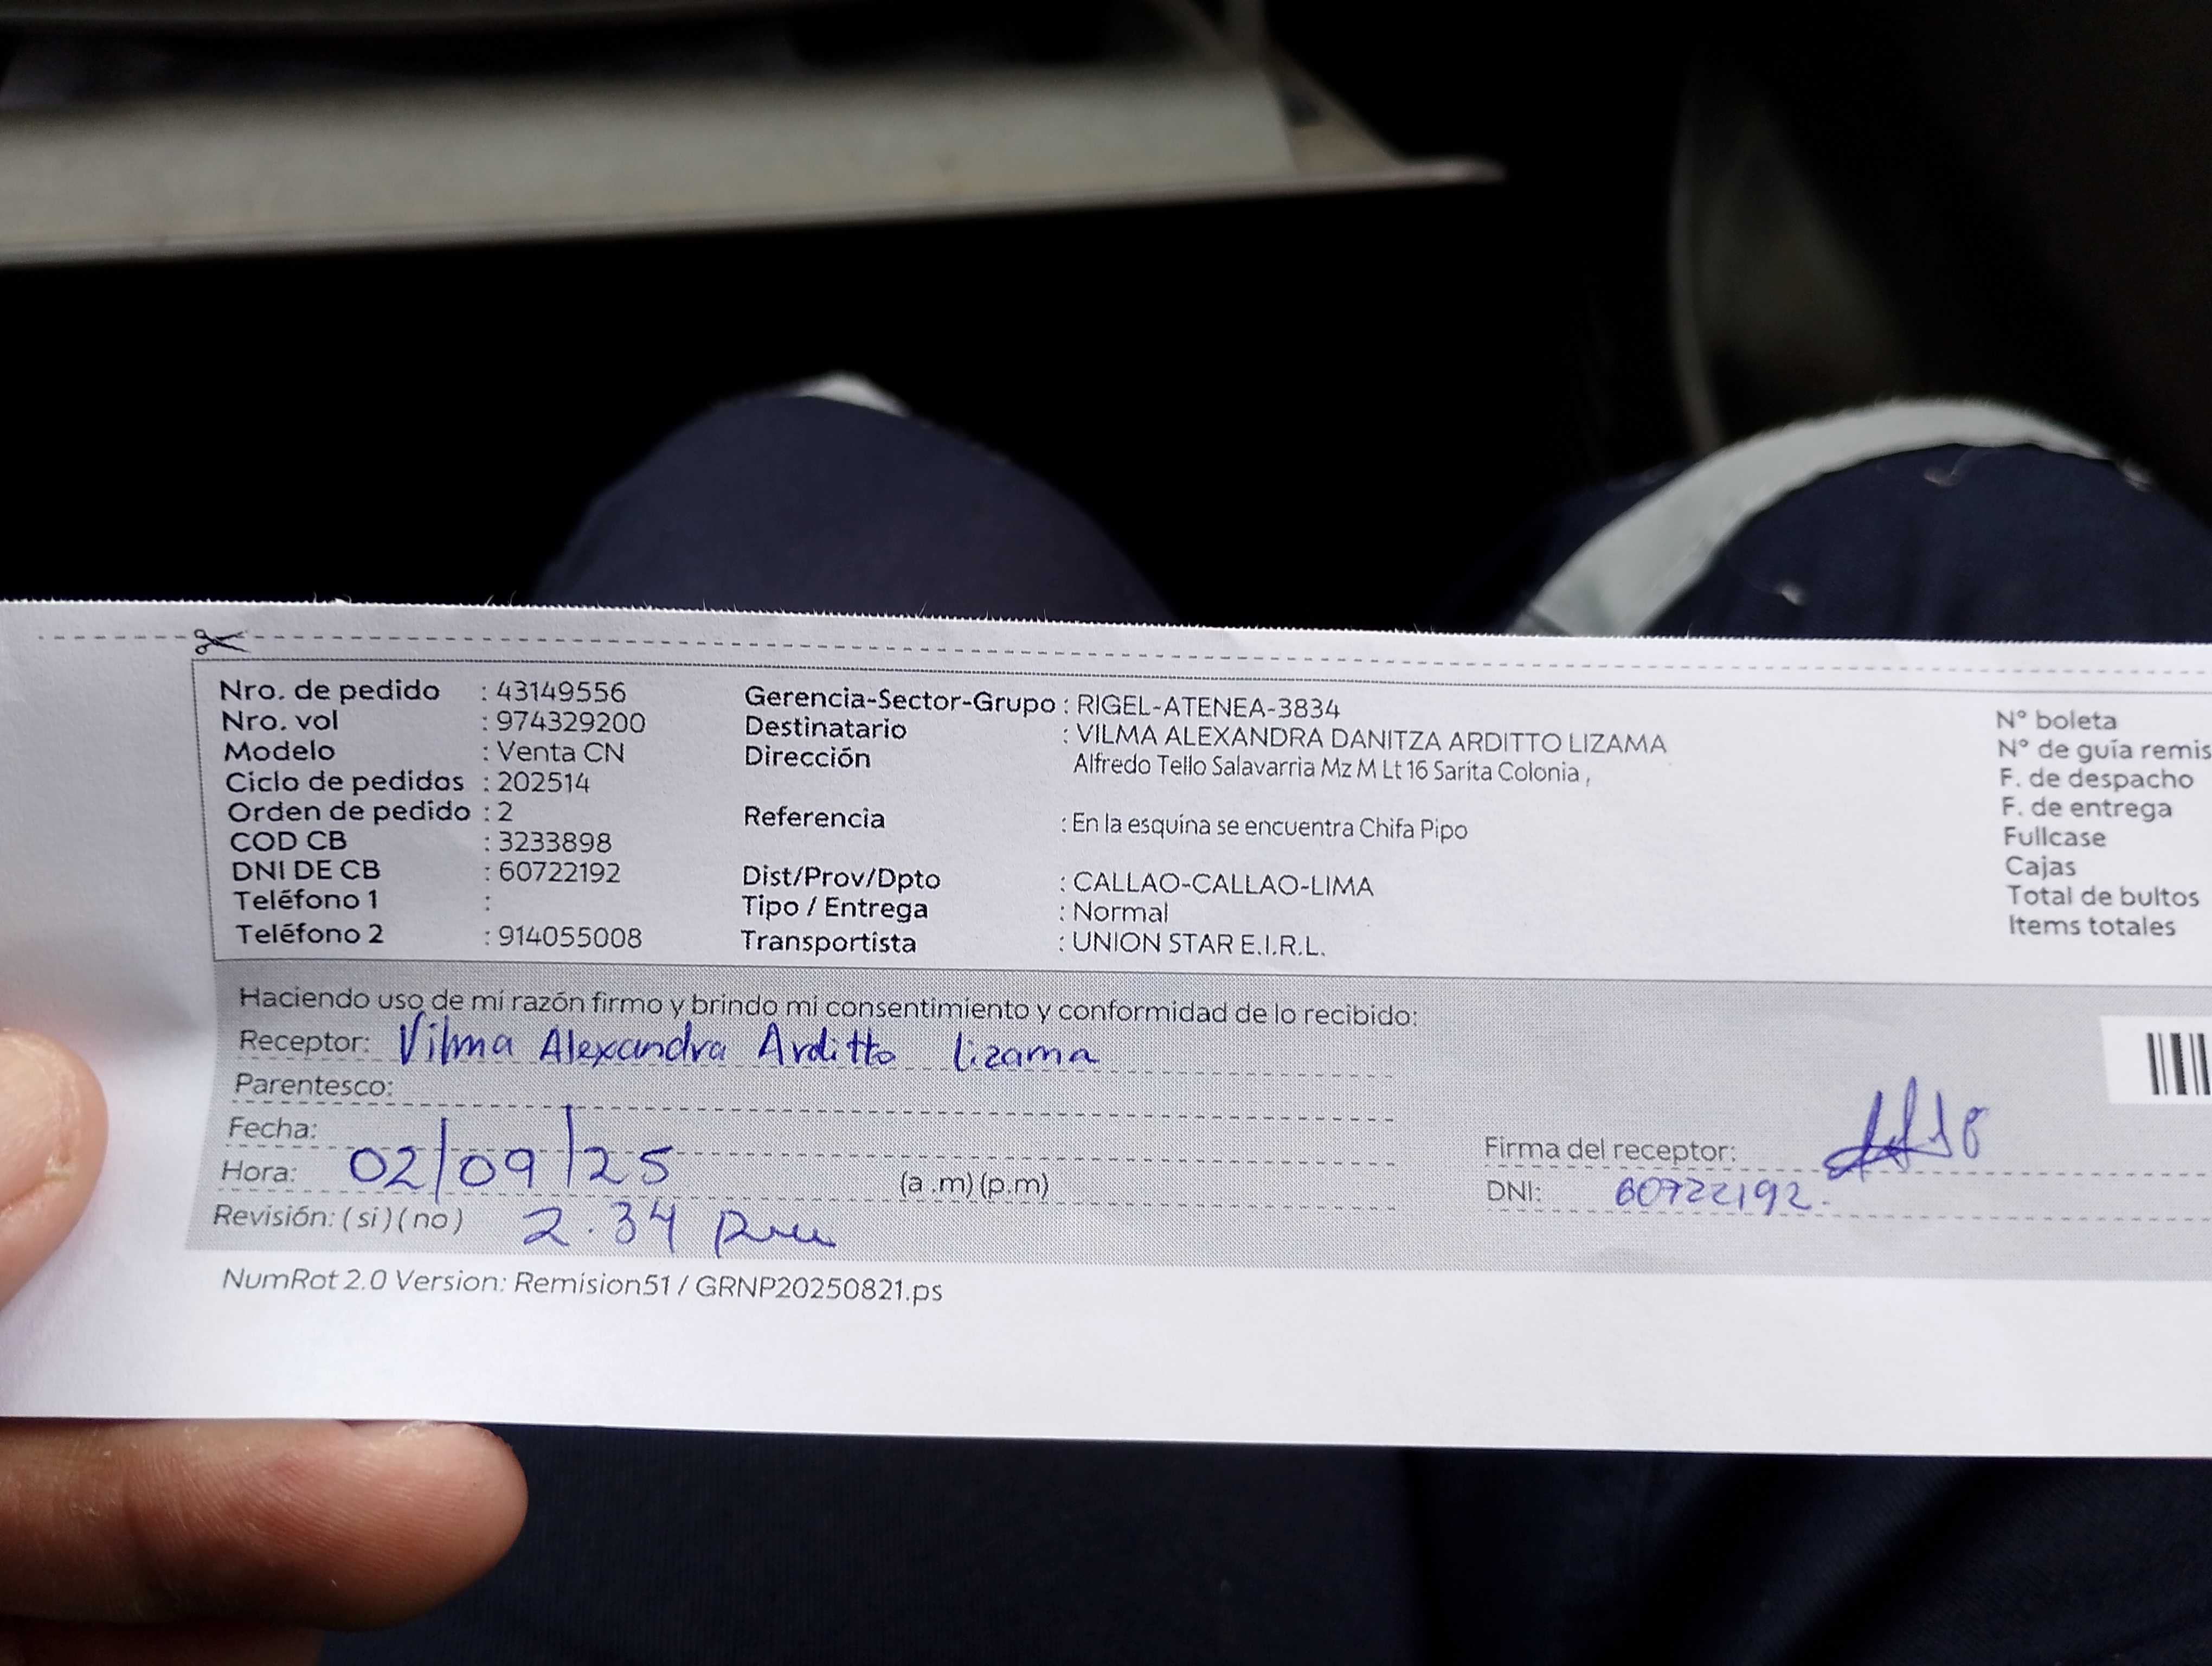 Nro. de pedido : 43149556
Nro. vol : 974329200
Modelo : Venta CN
Ciclo de pedidos : 202514
Orden de pedido : 2
COD CB : 3233898
DNI DE CB : 60722192
Teléfono 1 :
Teléfono 2 : 914055008
Gerencia-Sector-Grupo : RIGEL-ATENEA-3834
Destinatario : VILMA ALEXANDRA DANITZA ARDITTO LIZAMA
Dirección Alfredo Tello Salavarria Mz M Lt 16 Sarita Colonia ,
Referencia : En la esquina se encuentra Chifa Pipo
Dist/Prov/Dpto : CALLAO-CALLAO-LIMA
Tipo / Entrega : Normal
Transportista : UNION STAR E.I.R.L.
N° boleta
N° de guía remis
F. de despacho
F. de entrega
Fullcase
Cajas
Total de bultos
Items totales
Haciendo uso de mi razón firmo y brindo mi consentimiento y conformidad de lo recibido:
Receptor: Vilma Alexandra Arditto Lizama
Parentesco:
Fecha: 02/09/25
Hora: (a .m) (p.m)
Revisión: ( si ) ( no ) 2.34 pm
Firma del receptor:
DNI: 60722192.
NumRot 2.0 Version: Remision51 / GRNP20250821.ps